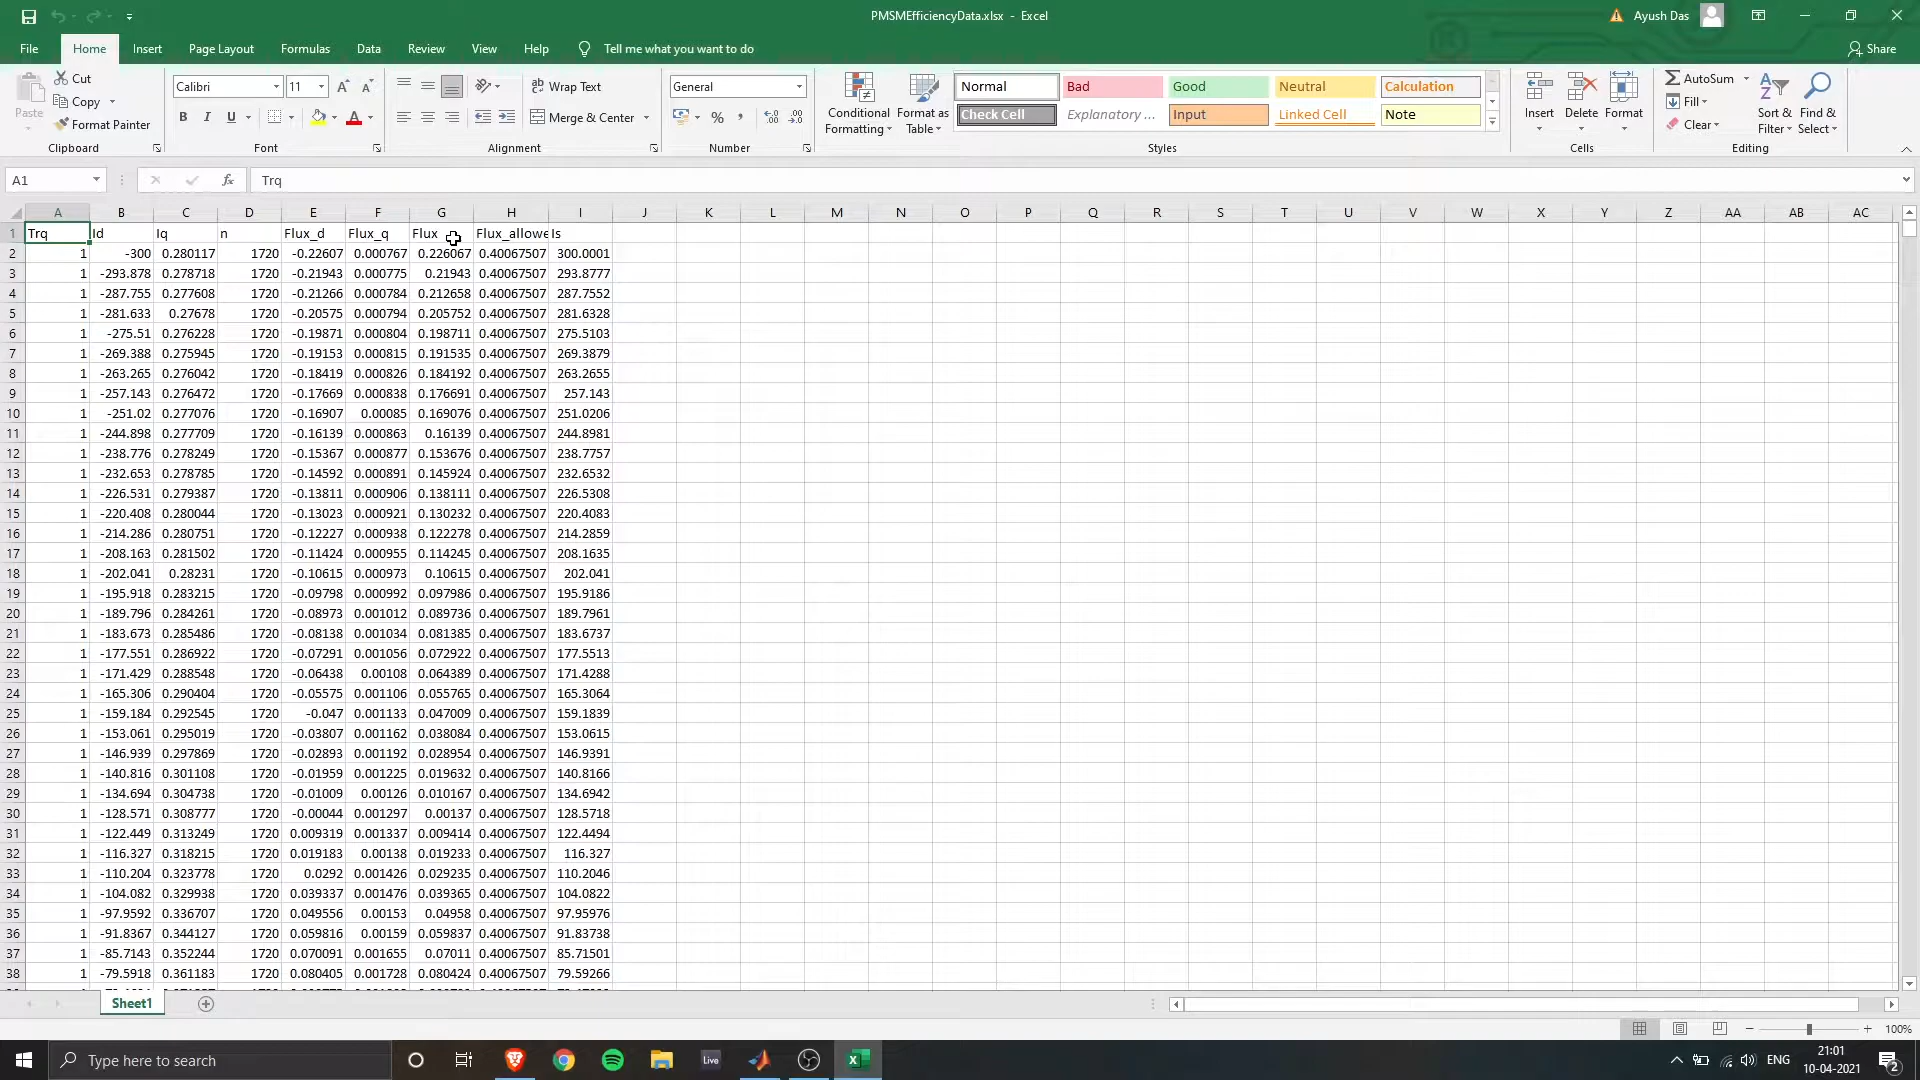 PMSMEfficiencyData.xlsx - Excel
Ayush Das
File Home Insert Page Layout Formulas Data Review View Help Tell me what you want to do Share
Paste
Cut
Copy
Format Painter
Clipboard
Calibri 11
B I U
Font
Wrap Text
Merge & Center
Alignment
General
Number
Conditional Formatting
Format as Table
Normal Bad Good Neutral Calculation
Check Cell Explanatory ... Input Linked Cell Note
Styles
Insert Delete Format
Cells
AutoSum
Fill
Clear
Sort & Filter
Find & Select
Editing
A1 fx Trq
A B C D E F G H I J K L M N O P Q R S T U V W X Y Z AA AB AC
1 Trq Id Iq n Flux_d Flux_q Flux Flux_allowe Is
2 1 -300 0.280117 1720 -0.22607 0.000767 0.226067 0.40067507 300.0001
3 1 -293.878 0.278718 1720 -0.21943 0.000775 0.21943 0.40067507 293.8777
4 1 -287.755 0.277608 1720 -0.21266 0.000784 0.212658 0.40067507 287.7552
5 1 -281.633 0.27678 1720 -0.20575 0.000794 0.205752 0.40067507 281.6328
6 1 -275.51 0.276228 1720 -0.19871 0.000804 0.198711 0.40067507 275.5103
7 1 -269.388 0.275945 1720 -0.19153 0.000815 0.191535 0.40067507 269.3879
8 1 -263.265 0.276042 1720 -0.18419 0.000826 0.184192 0.40067507 263.2655
9 1 -257.143 0.276472 1720 -0.17669 0.000838 0.176691 0.40067507 257.143
10 1 -251.02 0.277076 1720 -0.16907 0.00085 0.169076 0.40067507 251.0206
11 1 -244.898 0.277709 1720 -0.16139 0.000863 0.16139 0.40067507 244.8981
12 1 -238.776 0.278249 1720 -0.15367 0.000877 0.153676 0.40067507 238.7757
13 1 -232.653 0.278785 1720 -0.14592 0.000891 0.145924 0.40067507 232.6532
14 1 -226.531 0.279387 1720 -0.13811 0.000906 0.138111 0.40067507 226.5308
15 1 -220.408 0.280044 1720 -0.13023 0.000921 0.130232 0.40067507 220.4083
16 1 -214.286 0.280751 1720 -0.12227 0.000938 0.122278 0.40067507 214.2859
17 1 -208.163 0.281502 1720 -0.11424 0.000955 0.114245 0.40067507 208.1635
18 1 -202.041 0.28231 1720 -0.10615 0.000973 0.10615 0.40067507 202.041
19 1 -195.918 0.283215 1720 -0.09798 0.000992 0.097986 0.40067507 195.9186
20 1 -189.796 0.284261 1720 -0.08973 0.001012 0.089736 0.40067507 189.7961
21 1 -183.673 0.285486 1720 -0.08138 0.001034 0.081385 0.40067507 183.6737
22 1 -177.551 0.286922 1720 -0.07291 0.001056 0.072922 0.40067507 177.5513
23 1 -171.429 0.288548 1720 -0.06438 0.00108 0.064389 0.40067507 171.4288
24 1 -165.306 0.290404 1720 -0.05575 0.001106 0.055765 0.40067507 165.3064
25 1 -159.184 0.292545 1720 -0.047 0.001133 0.047009 0.40067507 159.1839
26 1 -153.061 0.295019 1720 -0.03807 0.001162 0.038084 0.40067507 153.0615
27 1 -146.939 0.297869 1720 -0.02893 0.001192 0.028954 0.40067507 146.9391
28 1 -140.816 0.301108 1720 -0.01959 0.001225 0.019632 0.40067507 140.8166
29 1 -134.694 0.304738 1720 -0.01009 0.00126 0.010167 0.40067507 134.6942
30 1 -128.571 0.308777 1720 -0.00044 0.001297 0.00137 0.40067507 128.5718
31 1 -122.449 0.313249 1720 0.009319 0.001337 0.009414 0.40067507 122.4494
32 1 -116.327 0.318215 1720 0.019183 0.00138 0.019233 0.40067507 116.327
33 1 -110.204 0.323778 1720 0.0292 0.001426 0.029235 0.40067507 110.2046
34 1 -104.082 0.329938 1720 0.039337 0.001476 0.039365 0.40067507 104.0822
35 1 -97.9592 0.336707 1720 0.049556 0.00153 0.04958 0.40067507 97.95976
36 1 -91.8367 0.344127 1720 0.059816 0.00159 0.059837 0.40067507 91.83738
37 1 -85.7143 0.352244 1720 0.070091 0.001655 0.07011 0.40067507 85.71501
38 1 -79.5918 0.361183 1720 0.080405 0.001728 0.080424 0.40067507 79.59266
Sheet1
100%
Type here to search
Live
ENG
21:01
10-04-2021
2